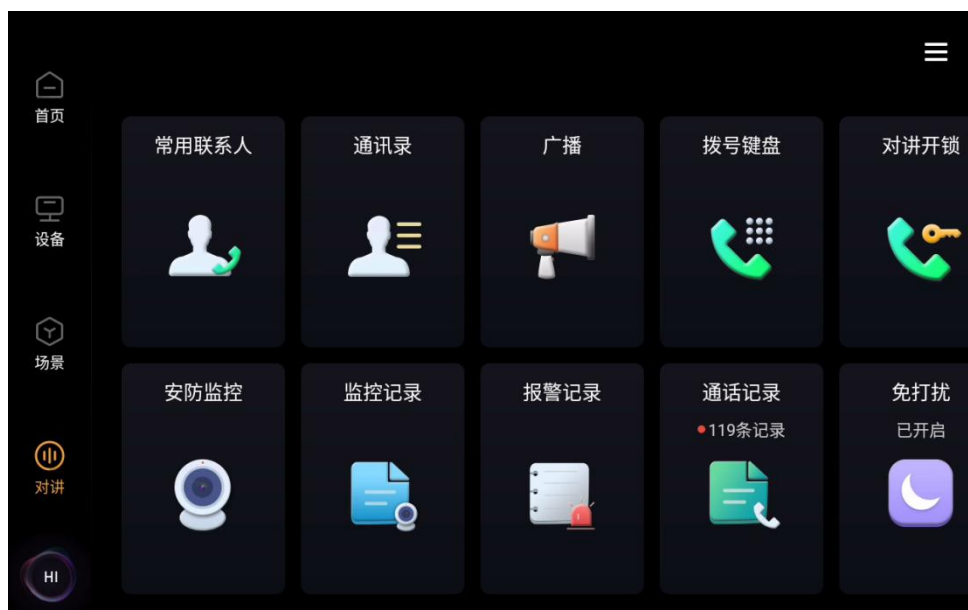 首页
设备
场景
对讲
HI
常用联系人
通讯录
广播
拨号键盘
对讲开锁
安防监控
监控记录
报警记录
通话记录
119条记录
免打扰
已开启